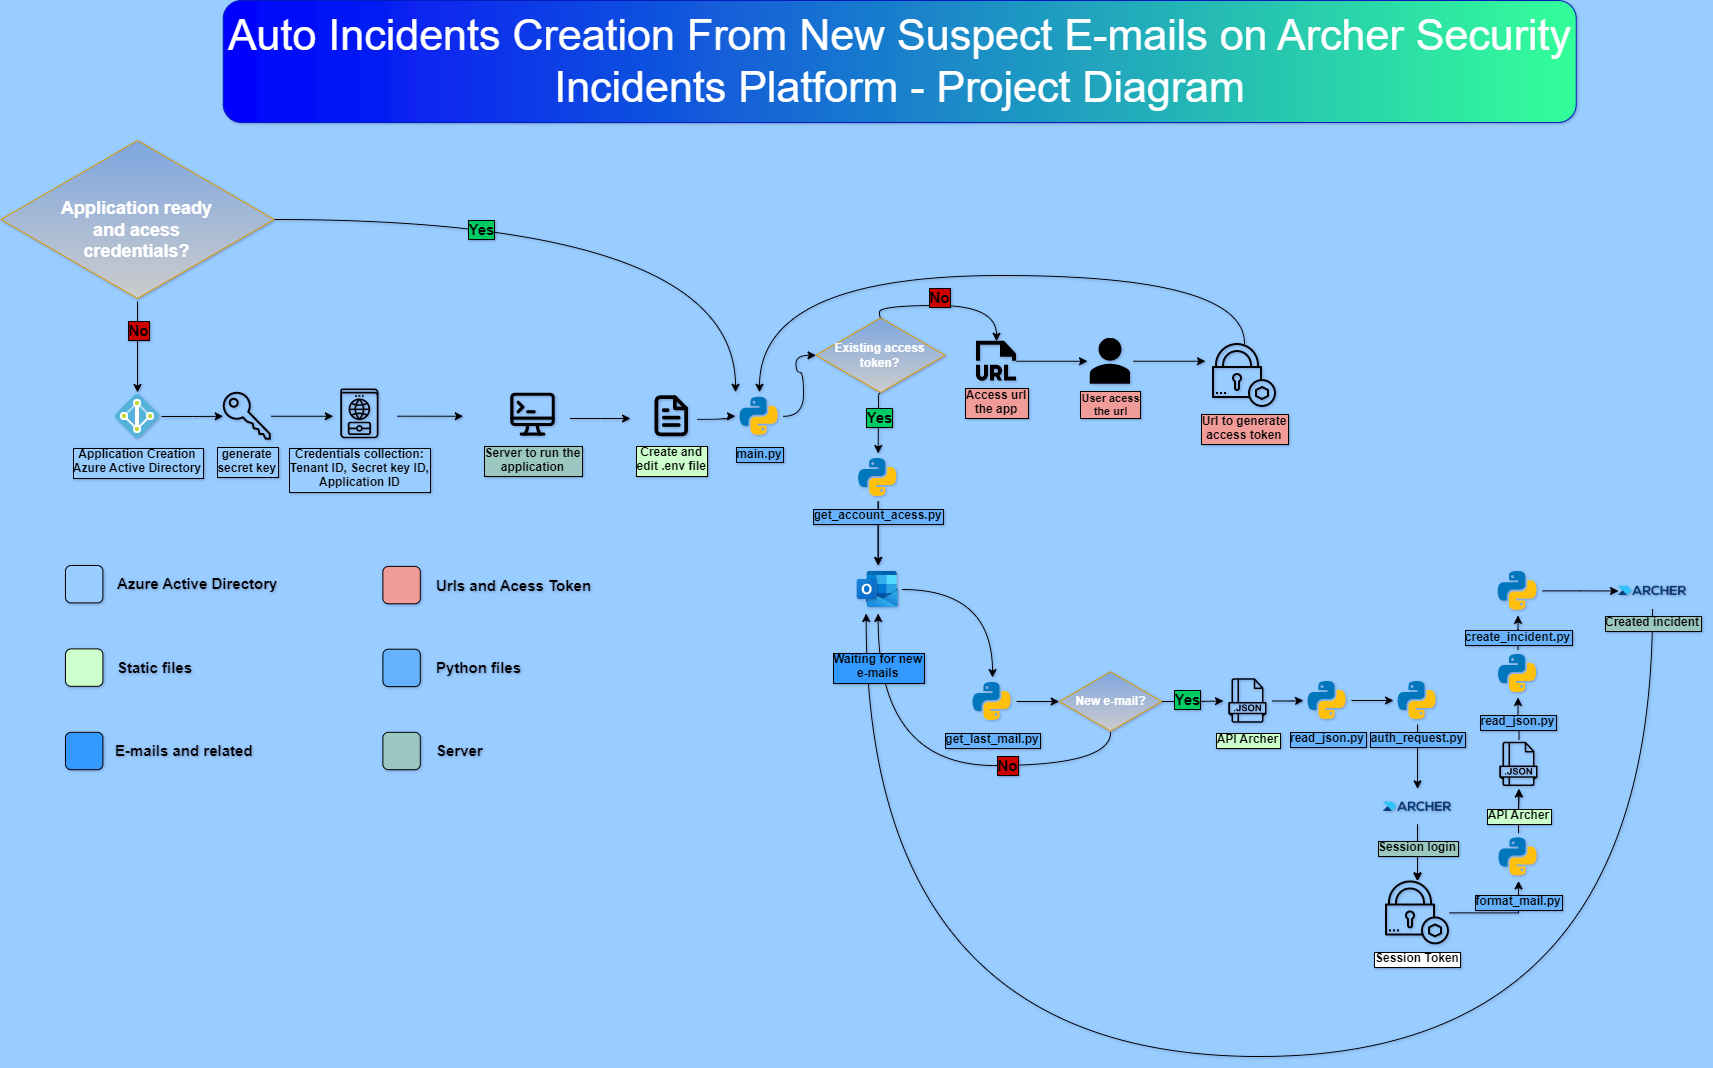 Auto Incidents Creation From New Suspect E-mails on Archer Security
Incidents Platform - Project Diagram
Application ready
and acess
credentials?
Yes
No
No
Existing access
token?
URL
Access url
the app
User acess
the url
Url to generate
access token
Yes
Application Creation
Azure Active Directory
generate
secret key
Credentials collection:
Tenant ID, Secret key ID,
Application ID
Server to run the
application
Create and
edit .env file
main.py
get_account_acess.py
Azure Active Directory
Urls and Acess Token
Static files
Python files
E-mails and related
Server
O
Waiting for new
e-mails
get_last_mail.py
New e-mail?
No
Yes
.JSON
API Archer
read_json.py
auth_request.py
ARCHER
Session login
Session Token
format_mail.py
API Archer
.JSON
read_json.py
create_incident.py
ARCHER
Created incident